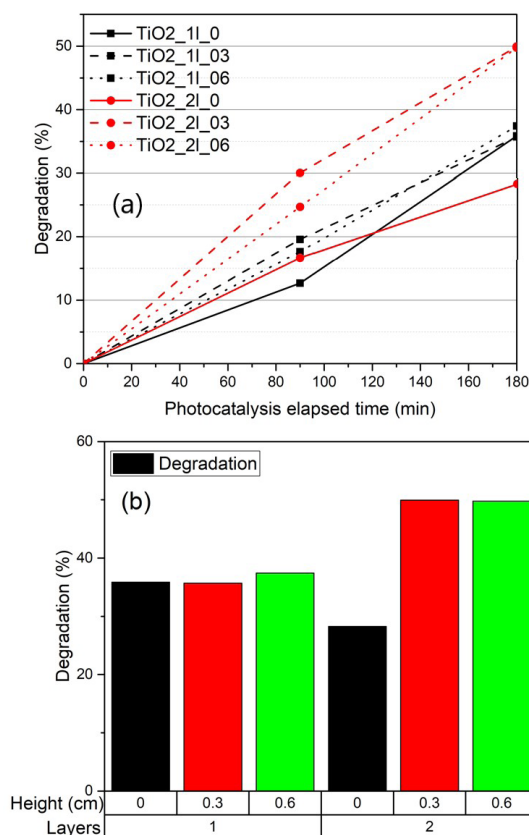 50
40
30
20
10
0
Degradation (%)
TiO2_1l_0
TiO2_1l_03
TiO2_1l_06
TiO2_2l_0
TiO2_2l_03
TiO2_2l_06
(a)
0 20 40 60 80 100 120 140 160 180
Photocatalysis elapsed time (min)
60
40
20
0
Degradation (%)
Degradation
(b)
Height (cm) 0 0.3 0.6 0 0.3 0.6
Layers 1 2